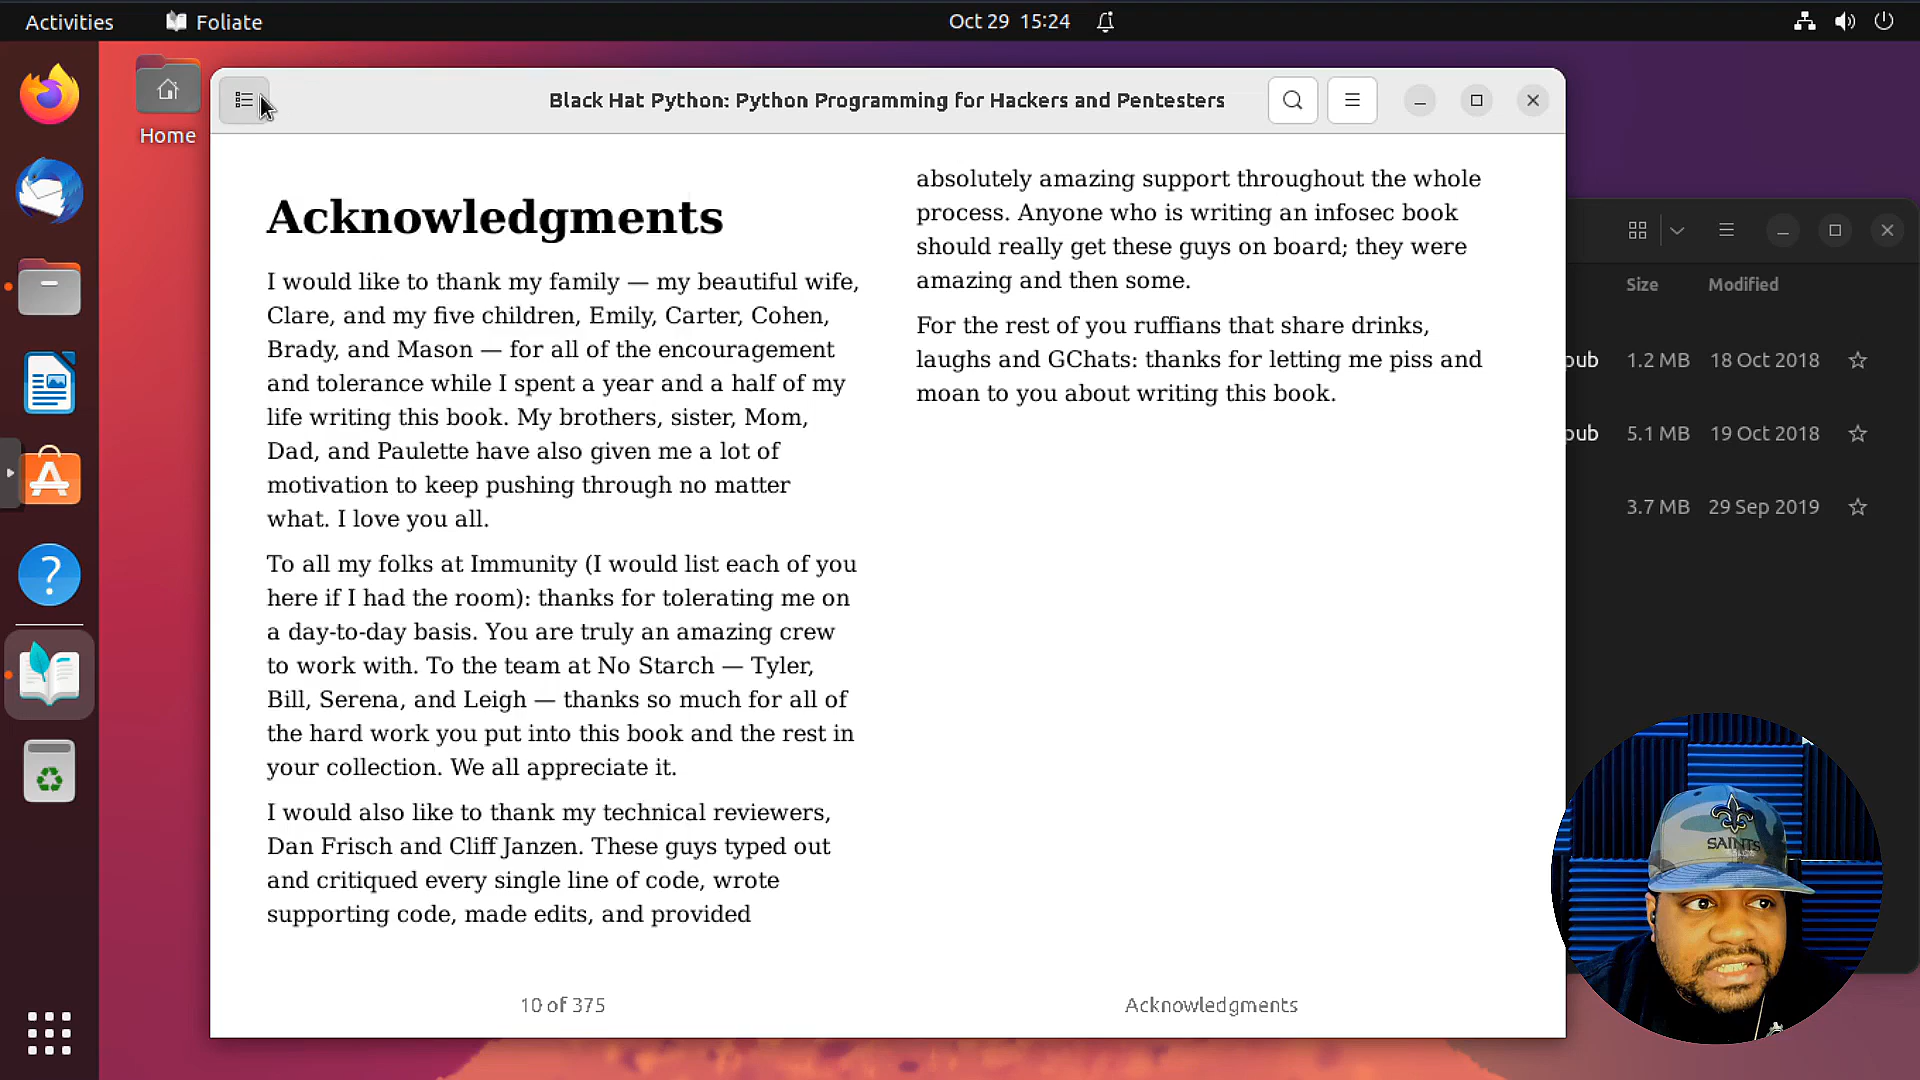 Activities
Foliate
Oct 29 15:24
Home
Black Hat Python: Python Programming for Hackers and Pentesters
Acknowledgments
I would like to thank my family — my beautiful wife,
Clare, and my five children, Emily, Carter, Cohen,
Brady, and Mason — for all of the encouragement
and tolerance while I spent a year and a half of my
life writing this book. My brothers, sister, Mom,
Dad, and Paulette have also given me a lot of
motivation to keep pushing through no matter
what. I love you all.
To all my folks at Immunity (I would list each of you
here if I had the room): thanks for tolerating me on
a day-to-day basis. You are truly an amazing crew
to work with. To the team at No Starch — Tyler,
Bill, Serena, and Leigh — thanks so much for all of
the hard work you put into this book and the rest in
your collection. We all appreciate it.
I would also like to thank my technical reviewers,
Dan Frisch and Cliff Janzen. These guys typed out
and critiqued every single line of code, wrote
supporting code, made edits, and provided
absolutely amazing support throughout the whole
process. Anyone who is writing an infosec book
should really get these guys on board; they were
amazing and then some.
For the rest of you ruffians that share drinks,
laughs and GChats: thanks for letting me piss and
moan to you about writing this book.
10 of 375
Acknowledgments
Size Modified
pub 1.2 MB 18 Oct 2018
pub 5.1 MB 19 Oct 2018
3.7 MB 29 Sep 2019
SAINTS